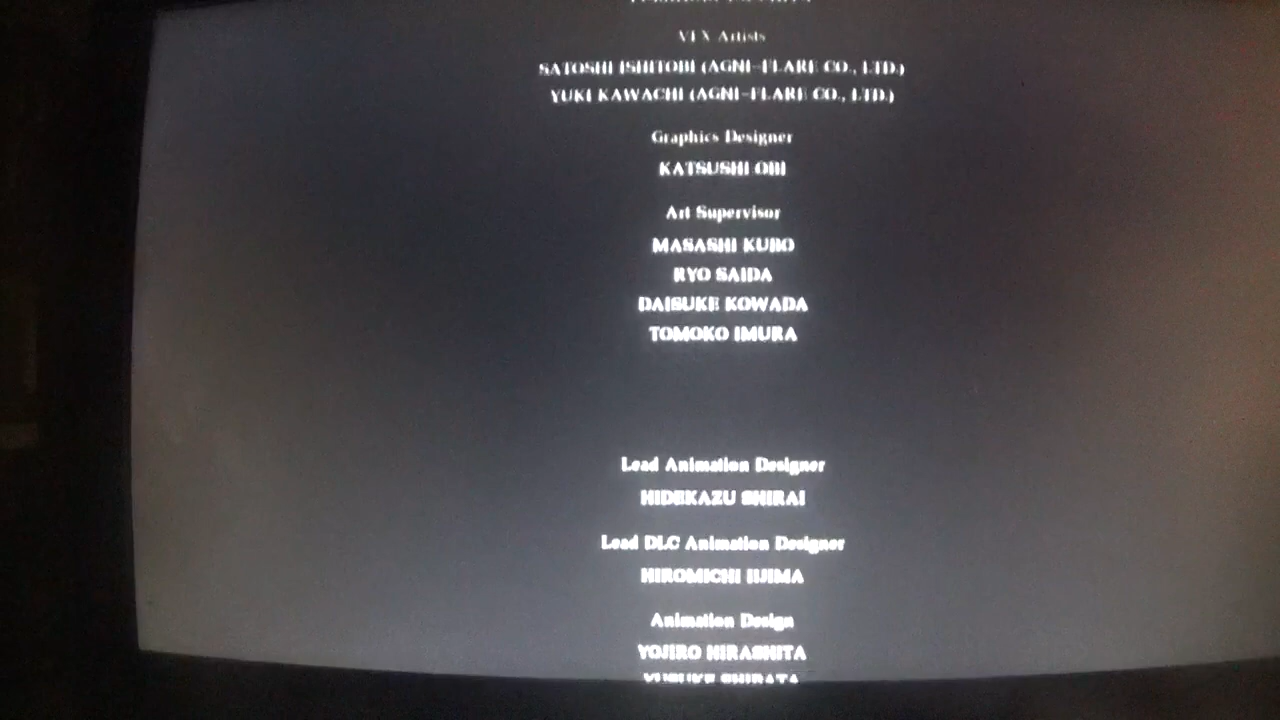 VFX Artists
SATOSHI ISHITOBI (AGNI-FLARE CO., LTD.)
YUKI KAWACHI (AGNI-FLARE CO., LTD.)
Graphics Designer
KATSUSHI OBI
Art Supervisor
MASASHI KUBO
RYO SAIDA
DAISUKE KOWADA
TOMOKO IMURA
Lead Animation Designer
HIDEKAZU SHIRAI
Lead DLC Animation Designer
HIROMICHI IIJIMA
Animation Design
YOJIRO HIRASHITA
YUSUKE SHIRATA